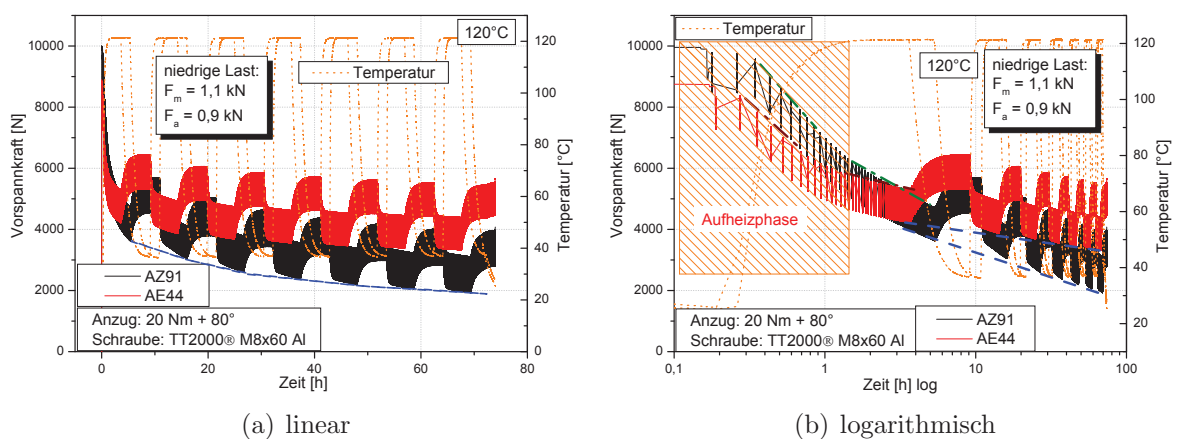 120°C
niedrige Last:
F_m = 1,1 kN
F_a = 0,9 kN
Temperatur
10000
8000
6000
4000
2000
0
Vorspannkraft [N]
120
100
80
60
40
20
0
Temperatur [°C]
AZ91
AE44
Anzug: 20 Nm + 80°
Schraube: TT2000® M8x60 Al
0 20 40 60 80
Zeit [h]
(a) linear
Temperatur
120°C
niedrige Last:
F_m = 1,1 kN
F_a = 0,9 kN
10000
8000
6000
4000
2000
0
Vorspannkraft [N]
120
100
80
60
40
20
Temperatur [°C]
Aufheizphase
Anzug: 20 Nm + 80°
Schraube: TT2000® M8x60 Al
AZ91
AE44
0,1 1 10 100
Zeit [h] log
(b) logarithmisch